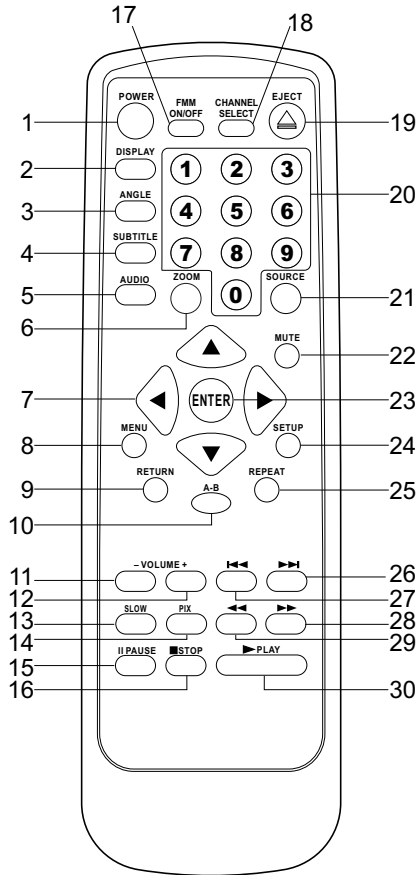 17
18
POWER
FMM
ON/OFF
CHANNEL
SELECT
EJECT
1
19
DISPLAY
2
1 2 3
20
ANGLE
3
4 5 6
SUBTITLE
4
7 8 9
AUDIO
5
ZOOM
6
0
SOURCE
21
MUTE
22
7
ENTER
23
MENU
8
SETUP
24
RETURN
9
A-B
10
REPEAT
25
11
– VOLUME +
12
26
27
SLOW
13
PIX
14
28
29
II PAUSE
15
STOP
16
PLAY
30